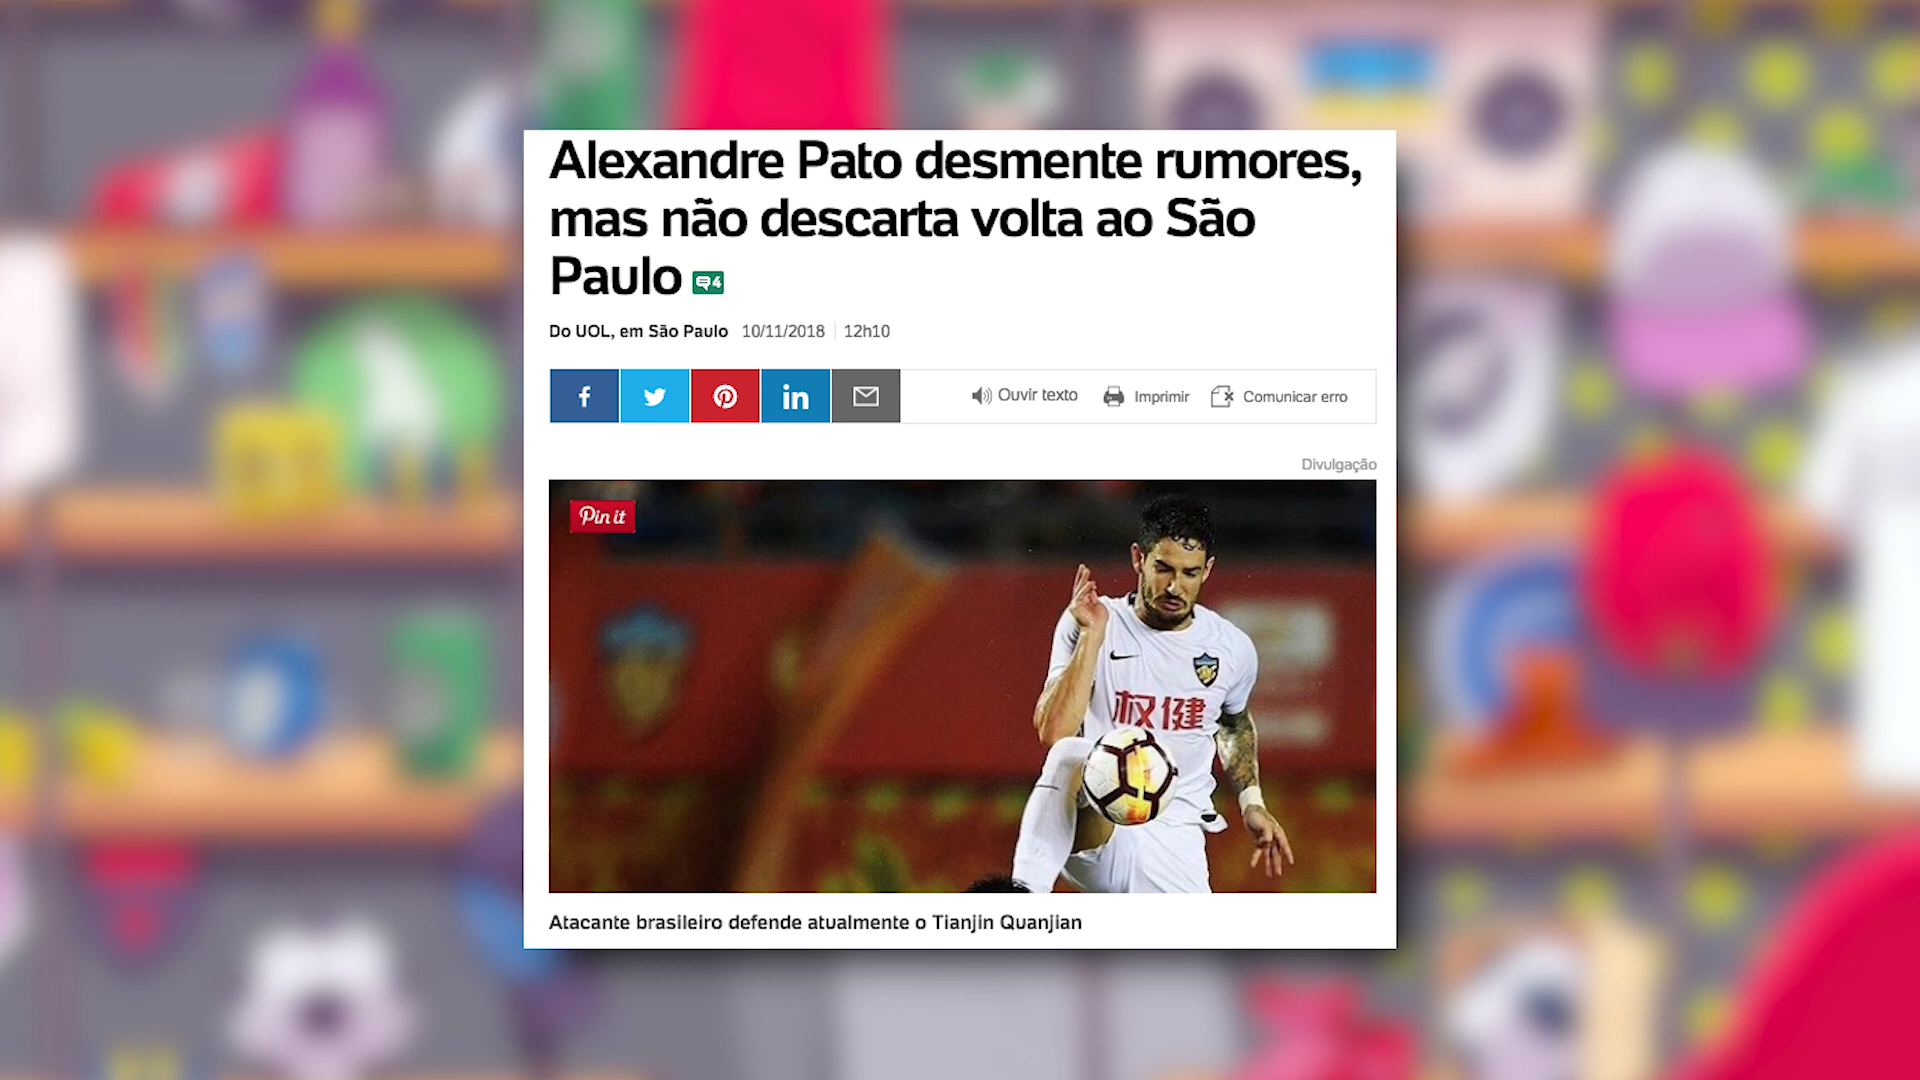 Alexandre Pato desmente rumores,
mas não descarta volta ao São
Paulo 4
Do UOL, em São Paulo 10/11/2018 12h10
f in Ouvir texto Imprimir Comunicar erro
Divulgação
Pin it
权健
Atacante brasileiro defende atualmente o Tianjin Quanjian